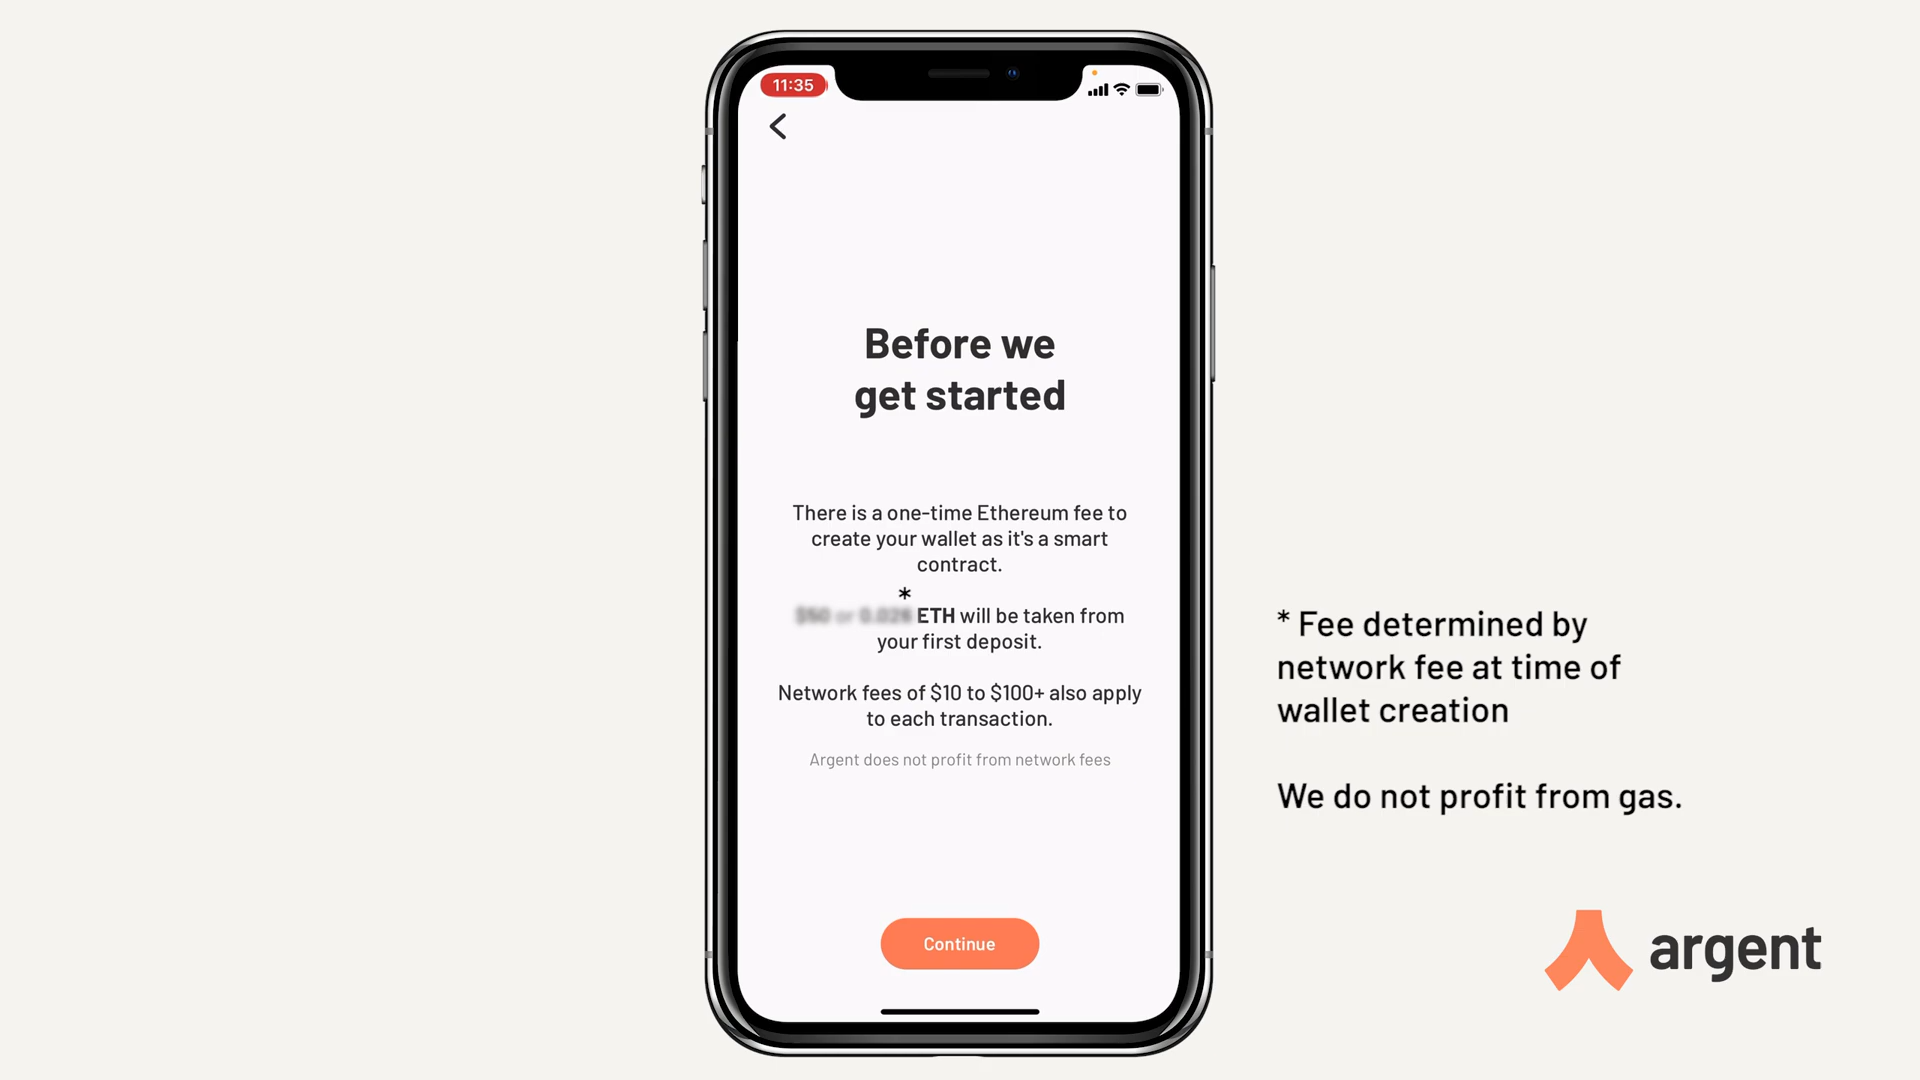 11:35
Before we
get started
There is a one-time Ethereum fee to
create your wallet as it's a smart
contract.
*
ETH will be taken from
your first deposit.
Network fees of $10 to $100+ also apply
to each transaction.
Argent does not profit from network fees
Continue
* Fee determined by
network fee at time of
wallet creation
We do not profit from gas.
argent